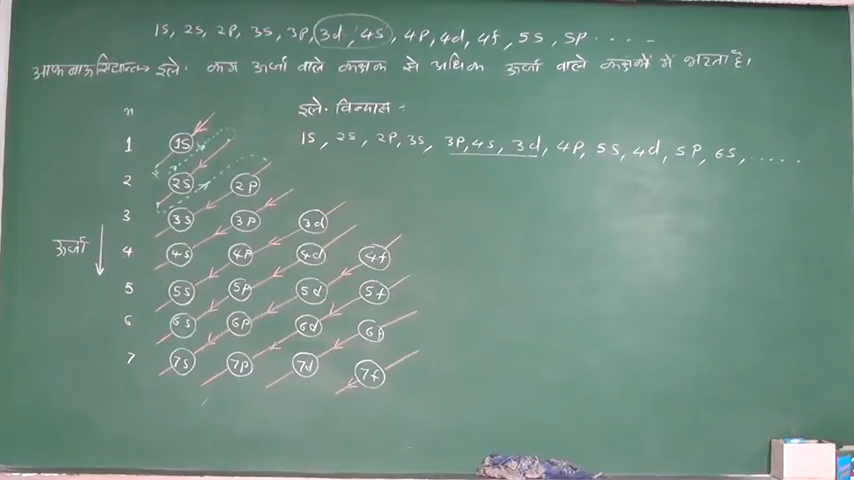 1S, 2S, 2P, 3S, 3P, 3d, 4S, 4P, 4d, 4f, 5S, 5P.....
आफबाऊ सिद्धान्त→ इले. कम ऊर्जा वाले कक्षक से अधिक ऊर्जा वाले कक्षकों में भरता है।
इले. विन्यास -
1S, 2S, 2P, 3S, 3P, 4S, 3d, 4P, 5S, 4d, 5P, 6S, .....
n
1 1S
2 2S 2P
3 3S 3P 3d
ऊर्जा
4 4S 4P 4d 4f
5 5S 5P 5d 5f
6 6S 6P 6d 6f
7 7S 7P 7d 7f